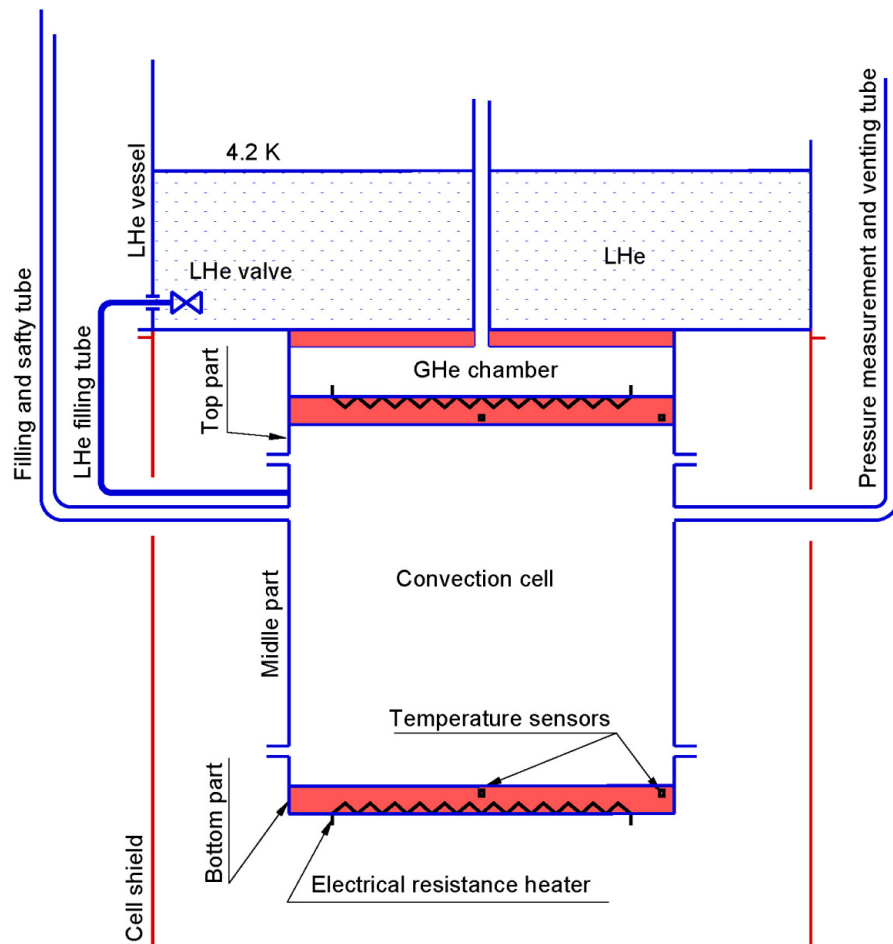 4.2 K
LHe vessel
LHe valve
LHe
Filling and safty tube
LHe filling tube
Top part
GHe chamber
Pressure measurement and venting tube
Convection cell
Midlle part
Temperature sensors
Bottom part
Electrical resistance heater
Cell shield